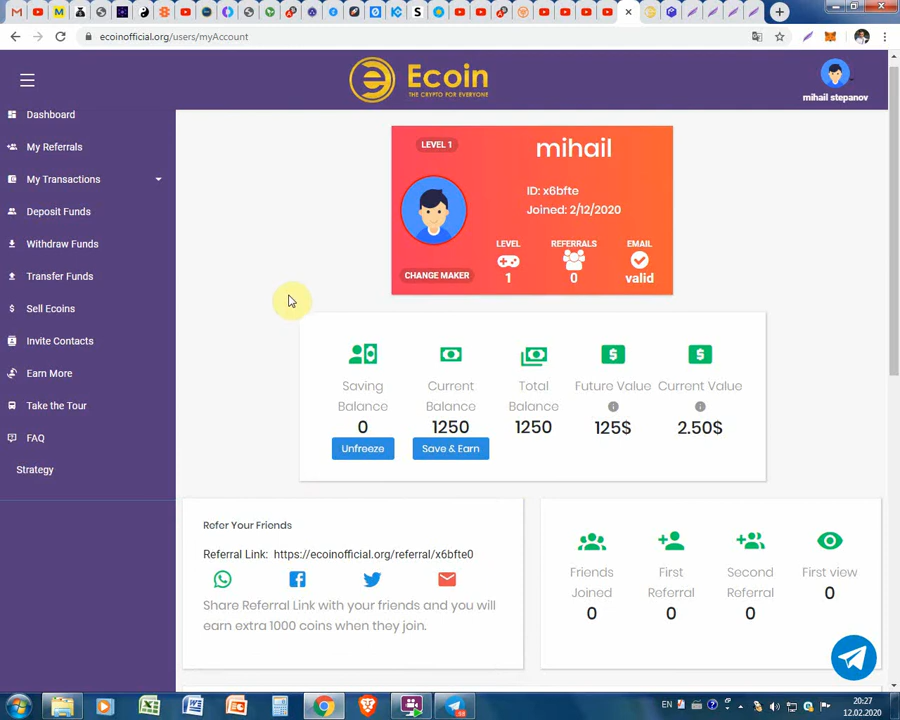 ecoinofficial.org/users/myAccount
Ecoin
THE CRYPTO FOR EVERYONE
mihail stepanov
Dashboard
My Referrals
My Transactions
Deposit Funds
Withdraw Funds
Transfer Funds
Sell Ecoins
Invite Contacts
Earn More
Take the Tour
FAQ
Strategy
LEVEL 1
mihail
ID: x6bfte
Joined: 2/12/2020
LEVEL REFERRALS EMAIL
1 0 valid
CHANGE MAKER
Saving Current Total Future Value Current Value
Balance Balance Balance
0 1250 1250 125$ 2.50$
Unfreeze Save & Earn
Refer Your Friends
Referral Link: https://ecoinofficial.org/referral/x6bfte0
Share Referral Link with your friends and you will
earn extra 1000 coins when they join.
Friends First Second First view
Joined Referral Referral
0 0 0 0
EN
20:27
12.02.2020